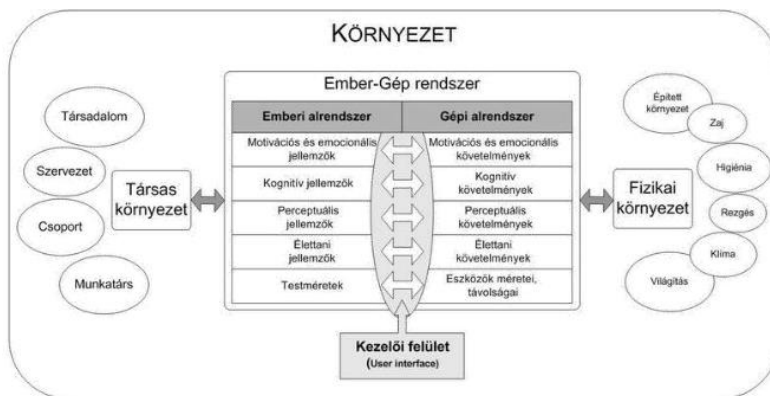 KÖRNYEZET
Ember-Gép rendszer
Emberi alrendszer
Gépi alrendszer
Motivációs és emocionális
jellemzők
Motivációs és emocionális
követelmények
Kognitív jellemzők
Kognitív
követelmények
Perceptuális
jellemzők
Perceptuális
követelmények
Élettani
jellemzők
Élettani
követelmények
Testméretek
Eszközök méretei,
távolságai
Kezelői felület
(User interface)
Társadalom
Szervezet
Csoport
Munkatárs
Társas
környezet
Fizikai
környezet
Épített
környezet
Zaj
Higiénia
Rezgés
Klíma
Világítás